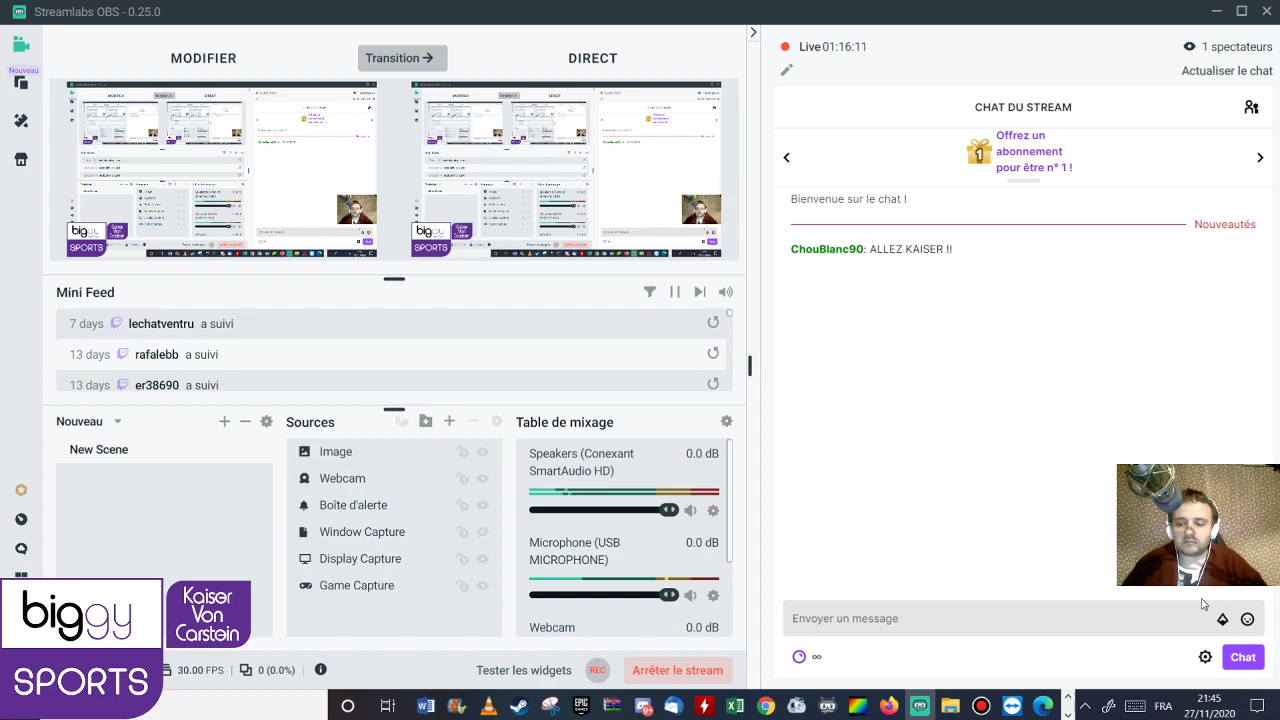 Streamlabs OBS - 0.25.0
Nouveau
MODIFIER
Transition
DIRECT
Mini Feed
7 days lechatventru a suivi
13 days rafalebb a suivi
13 days er38690 a suivi
Nouveau
New Scene
Sources
Image
Webcam
Boîte d'alerte
Window Capture
Display Capture
Game Capture
Table de mixage
Speakers (Conexant
SmartAudio HD)
0.0 dB
Microphone (USB
MICROPHONE)
0.0 dB
Webcam
0.0 dB
30.00 FPS
0 (0.0%)
Tester les widgets
REC
Arrêter le stream
Live 01:16:11
1 spectateurs
Actualiser le chat
CHAT DU STREAM
1
Offrez un
abonnement
pour être n° 1 !
Bienvenue sur le chat !
Nouveautés
ChouBlanc90: ALLEZ KAISER !!
Envoyer un message
∞
Chat
biggy
SPORTS
Kaiser
Von
Carstein
EPIC
GAMES
FRA
21:45
27/11/2020